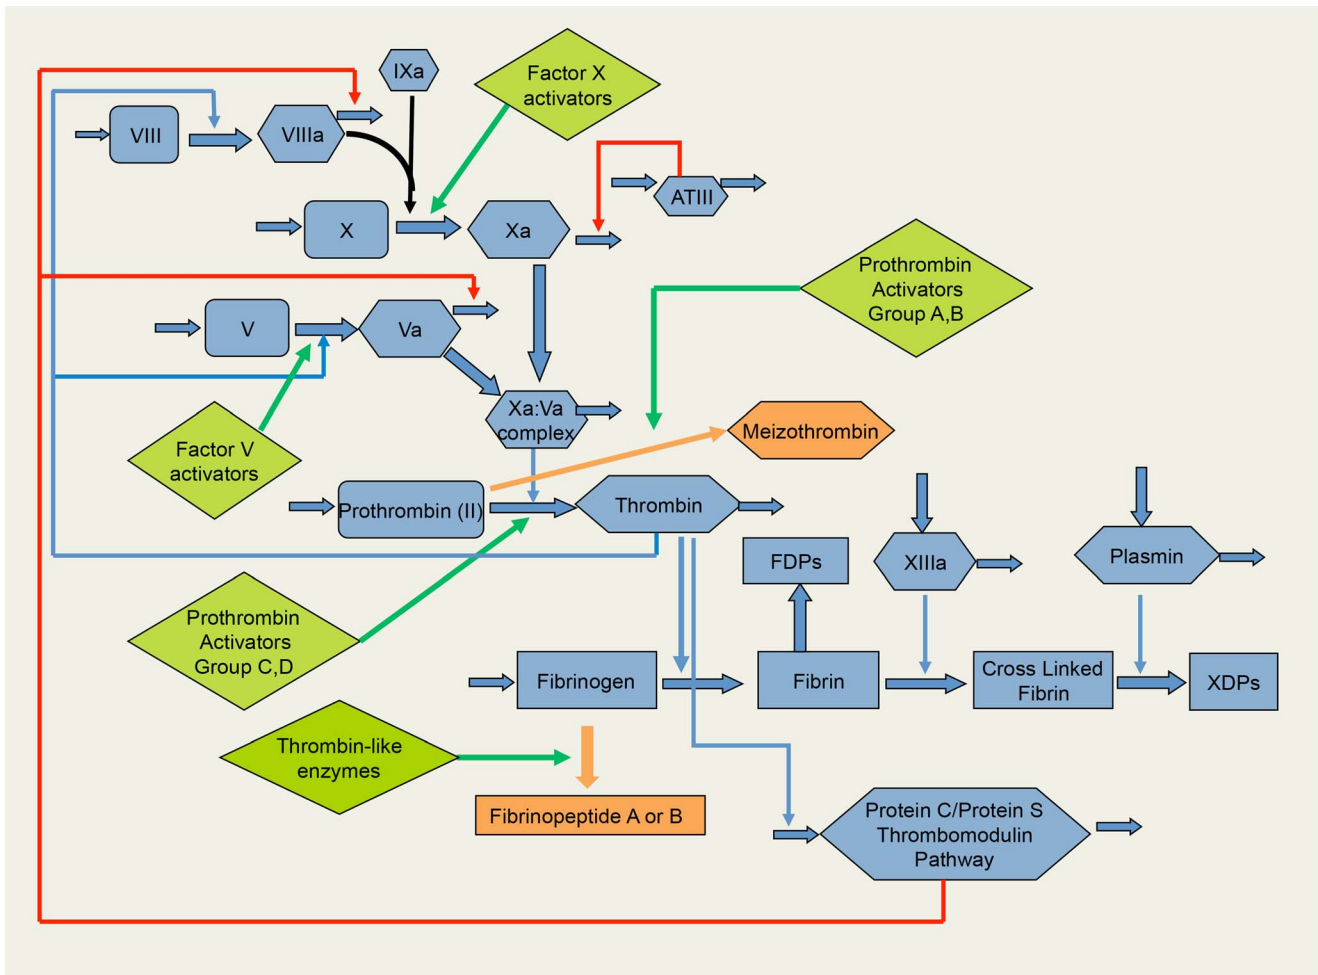 IXa
Factor X
activators
VIII
VIIIa
ATIII
X
Xa
Prothrombin
Activators
Group A,B
V
Va
Xa:Va
complex
Meizothrombin
Factor V
activators
Prothrombin (II)
Thrombin
FDPs
XIIIa
Plasmin
Prothrombin
Activators
Group C,D
Fibrinogen
Fibrin
Cross Linked
Fibrin
XDPs
Thrombin-like
enzymes
Fibrinopeptide A or B
Protein C/Protein S
Thrombomodulin
Pathway